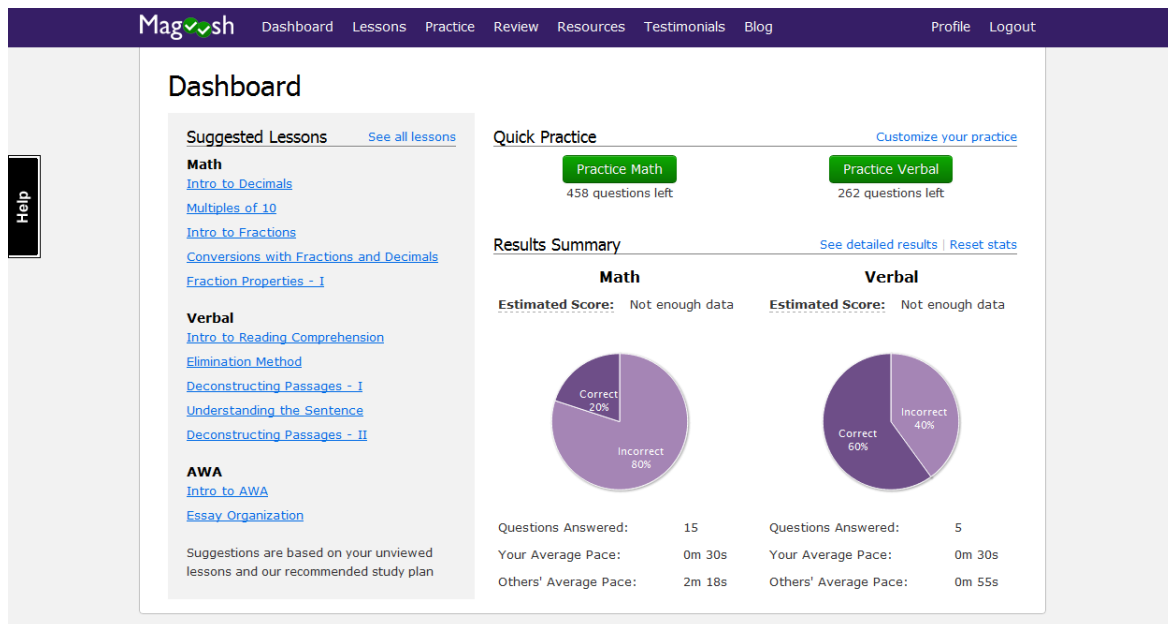 Magoosh Dashboard Lessons Practice Review Resources Testimonials Blog Profile Logout
Help
Dashboard
Suggested Lessons See all lessons
Math
Intro to Decimals
Multiples of 10
Intro to Fractions
Conversions with Fractions and Decimals
Fraction Properties - I
Verbal
Intro to Reading Comprehension
Elimination Method
Deconstructing Passages - I
Understanding the Sentence
Deconstructing Passages - II
AWA
Intro to AWA
Essay Organization
Suggestions are based on your unviewed
lessons and our recommended study plan
Quick Practice Customize your practice
Practice Math Practice Verbal
458 questions left 262 questions left
Results Summary See detailed results | Reset stats
Math Verbal
Estimated Score: Not enough data Estimated Score: Not enough data
Correct
20%
Incorrect
80%
Incorrect
40%
Correct
60%
Questions Answered: 15 Questions Answered: 5
Your Average Pace: 0m 30s Your Average Pace: 0m 30s
Others' Average Pace: 2m 18s Others' Average Pace: 0m 55s